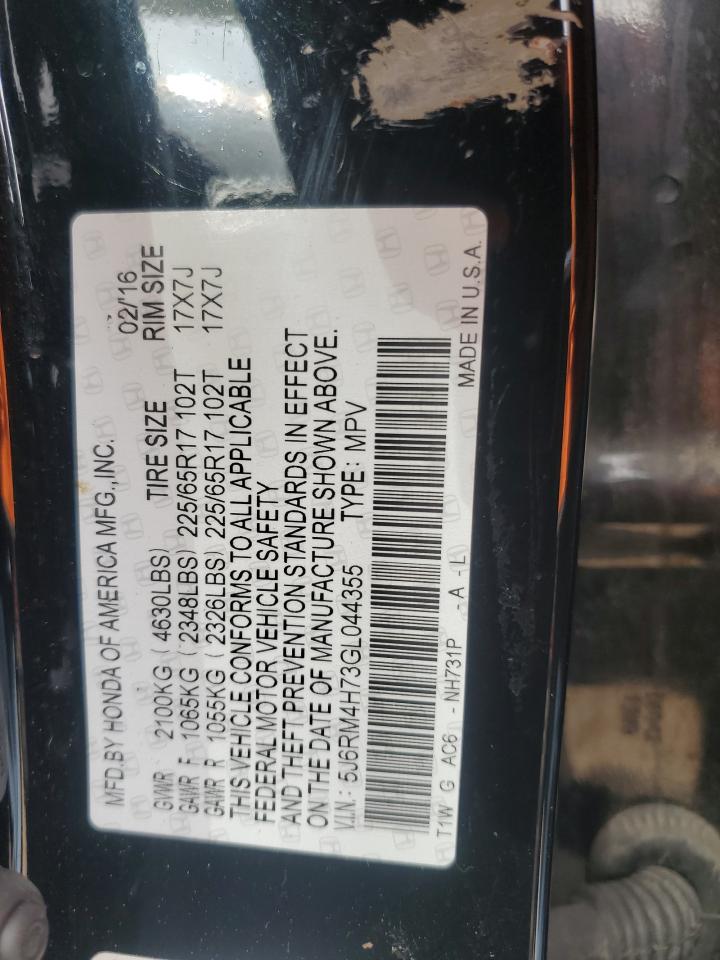 MFD.BY HONDA OF AMERICA MFG.,INC. 02/'16
GVWR 2100KG (4630LBS) TIRE SIZE RIM SIZE
GAWR F 1065KG (2348LBS) 225/65R17 102T 17X7J
GAWR R 1055KG (2326LBS) 225/65R17 102T 17X7J
THIS VEHICLE CONFORMS TO ALL APPLICABLE
FEDERAL MOTOR VEHICLE SAFETY
AND THEFT PREVENTION STANDARDS IN EFFECT
ON THE DATE OF MANUFACTURE SHOWN ABOVE.
V.I.N.: 5J6RM4H73GL044355 TYPE: MPV
T1W G AC6 - NH731P - A - L
MADE IN U.S.A.